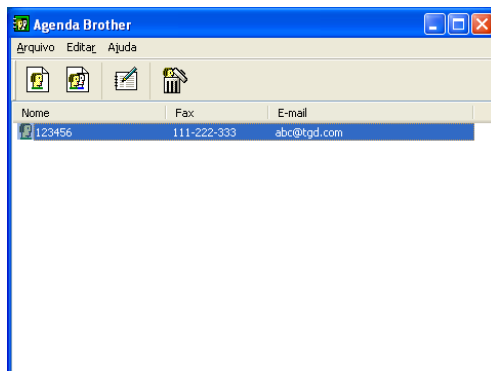 Agenda Brother
Arquivo Editar Ajuda
Nome Fax E-mail
123456 111-222-333 abc@tgd.com